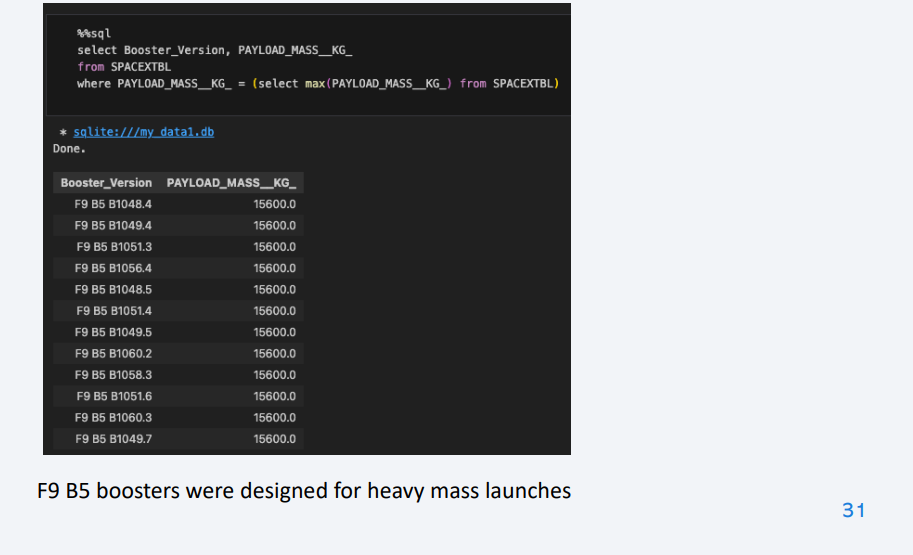 %%sql
select Booster_Version, PAYLOAD_MASS__KG_
from SPACEXTBL
where PAYLOAD_MASS__KG_ = (select max(PAYLOAD_MASS__KG_) from SPACEXTBL)
* sqlite:///my_data1.db
Done.
Booster_Version PAYLOAD_MASS__KG_
F9 B5 B1048.4 15600.0
F9 B5 B1049.4 15600.0
F9 B5 B1051.3 15600.0
F9 B5 B1056.4 15600.0
F9 B5 B1048.5 15600.0
F9 B5 B1051.4 15600.0
F9 B5 B1049.5 15600.0
F9 B5 B1060.2 15600.0
F9 B5 B1058.3 15600.0
F9 B5 B1051.6 15600.0
F9 B5 B1060.3 15600.0
F9 B5 B1049.7 15600.0
F9 B5 boosters were designed for heavy mass launches
31